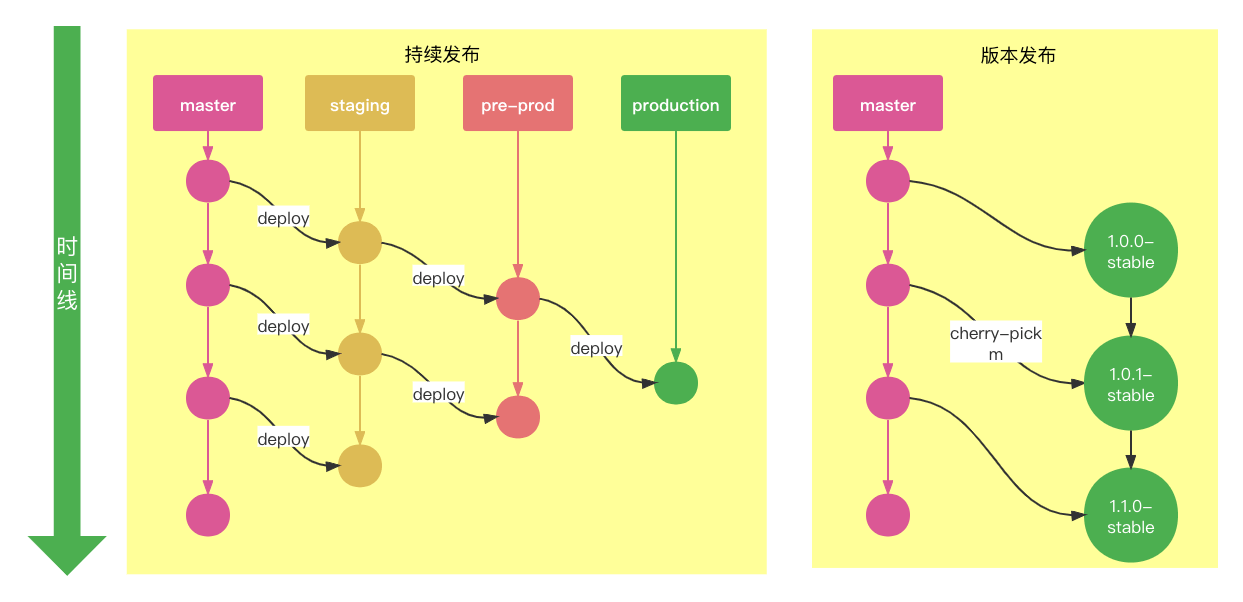 时
间
线
持续发布
master
staging
pre-prod
production
deploy
deploy
deploy
deploy
deploy
deploy
版本发布
master
1.0.0-
stable
cherry-pick
m
1.0.1-
stable
1.1.0-
stable